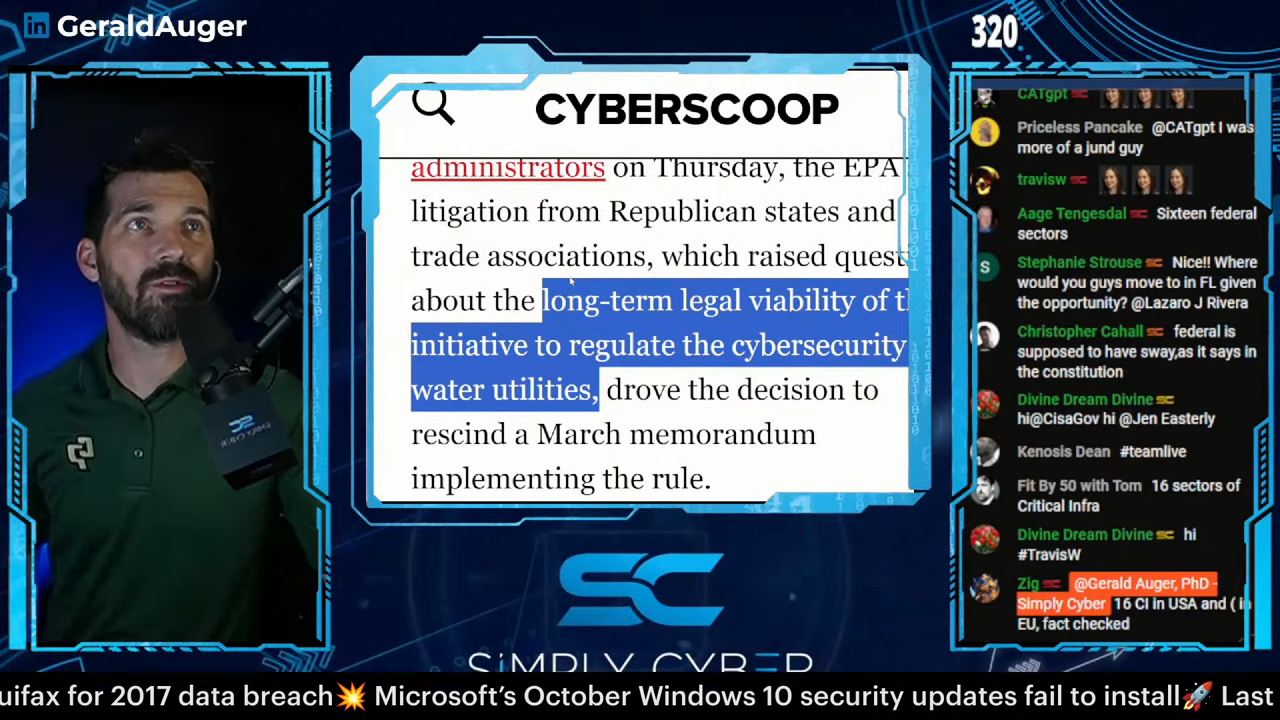 in GeraldAuger
320
CYBERSCOOP
administrators on Thursday, the EPA
litigation from Republican states and
trade associations, which raised quest
about the long-term legal viability of th
initiative to regulate the cybersecurity
water utilities, drove the decision to
rescind a March memorandum
implementing the rule.
SC
SIMPLY CYBER
CATgpt
Priceless Pancake @CATgpt I was
more of a jund guy
travisw
Aage Tengesdal Sixteen federal
sectors
Stephanie Strouse Nice!! Where
would you guys move to in FL given
the opportunity? @Lazaro J Rivera
Christopher Cahall federal is
supposed to have sway,as it says in
the constitution
Divine Dream Divine
hi@CisaGov hi @Jen Easterly
Kenosis Dean #teamlive
Fit By 50 with Tom 16 sectors of
Critical Infra
Divine Dream Divine hi
#TravisW
Zig @Gerald Auger, PhD -
Simply Cyber 16 CI in USA and ( in
EU, fact checked
uifax for 2017 data breach💥 Microsoft’s October Windows 10 security updates fail to install🚀 Last